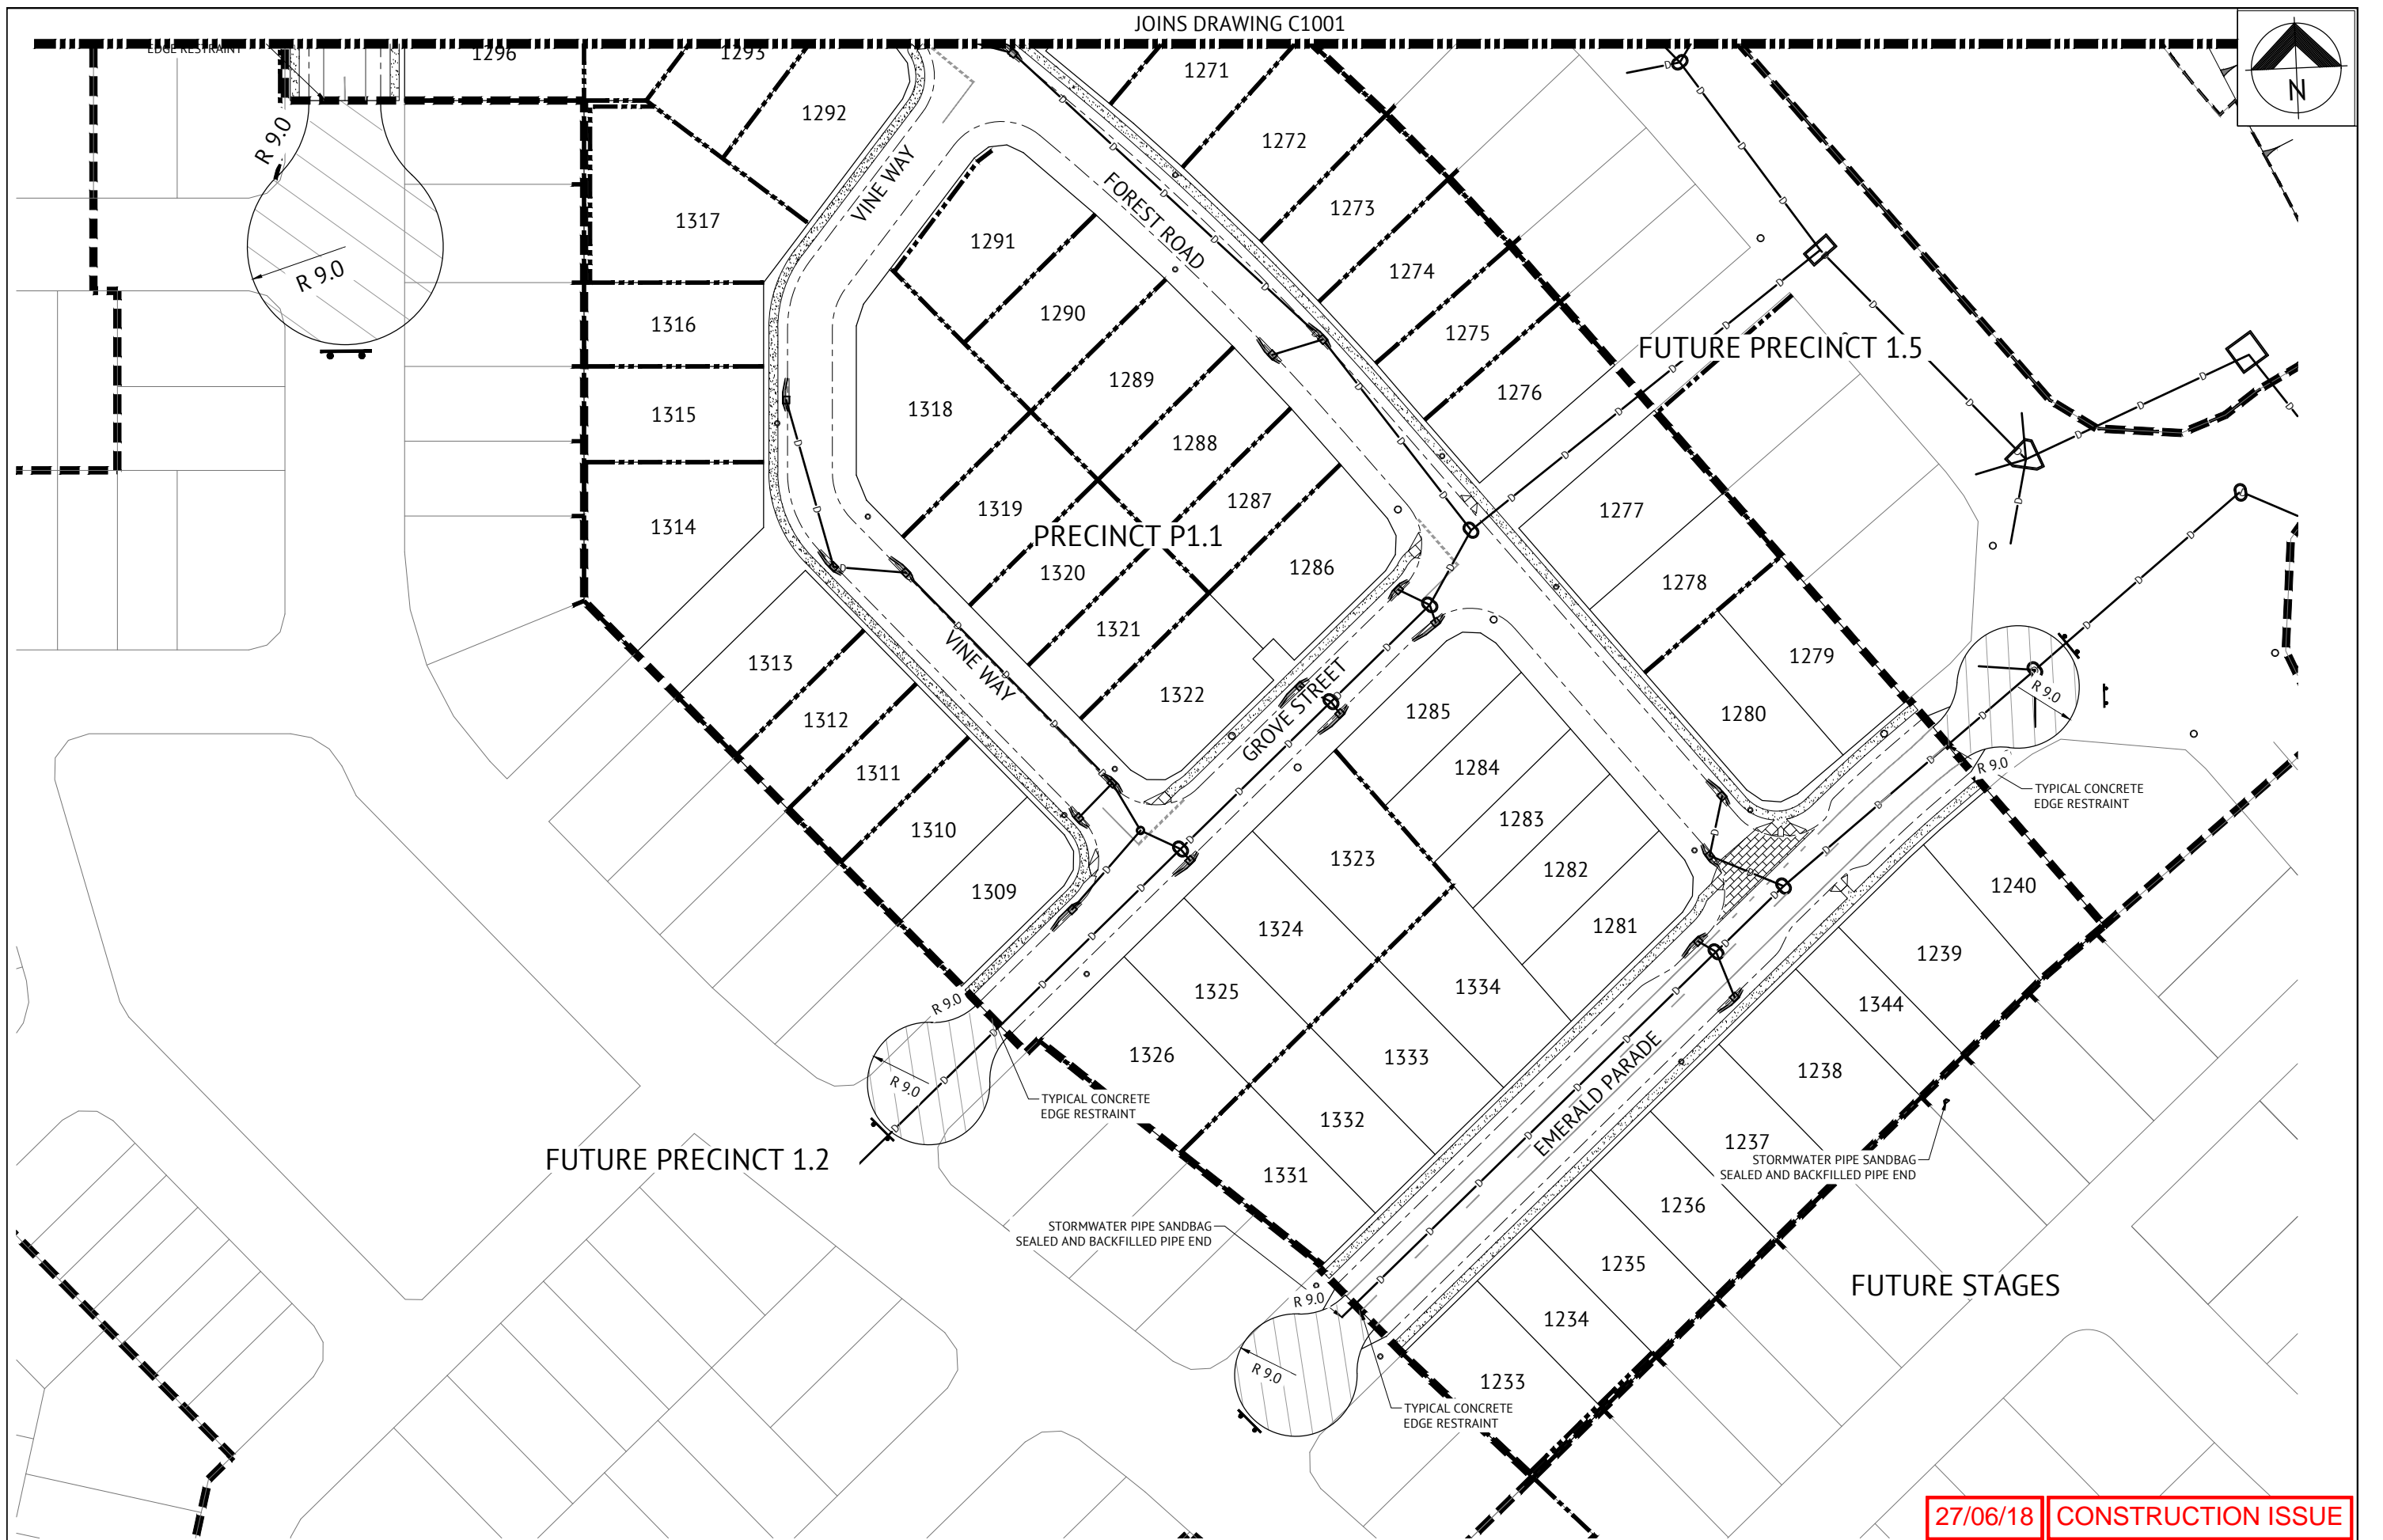 JOINS DRAWING C1001
EDGE RESTRAINT
1296
1293
1271
N
1292
1272
R 9.0
VINE WAY
FOREST ROAD
1273
1317
1291
1274
R 9.0
1316
1290
1275
FUTURE PRECINCT 1.5
1289
1276
1318
1315
1288
1287
1319
1277
1314
PRECINCT P1.1
1286
1320
1278
1321
1279
1313
VINE WAY
1322
R 9.0
1312
GROVE STREET
1285
1280
1311
1284
R 9.0
TYPICAL CONCRETE
EDGE RESTRAINT
1310
1283
1323
1282
1240
1309
1324
1281
1239
1325
1334
R 9.0
1344
1326
1333
1238
R 9.0
TYPICAL CONCRETE
EDGE RESTRAINT
EMERALD PARADE
1332
1237
FUTURE PRECINCT 1.2
STORMWATER PIPE SANDBAG
SEALED AND BACKFILLED PIPE END
1331
1236
STORMWATER PIPE SANDBAG
SEALED AND BACKFILLED PIPE END
1235
FUTURE STAGES
R 9.0
1234
R 9.0
1233
TYPICAL CONCRETE
EDGE RESTRAINT
27/06/18 CONSTRUCTION ISSUE